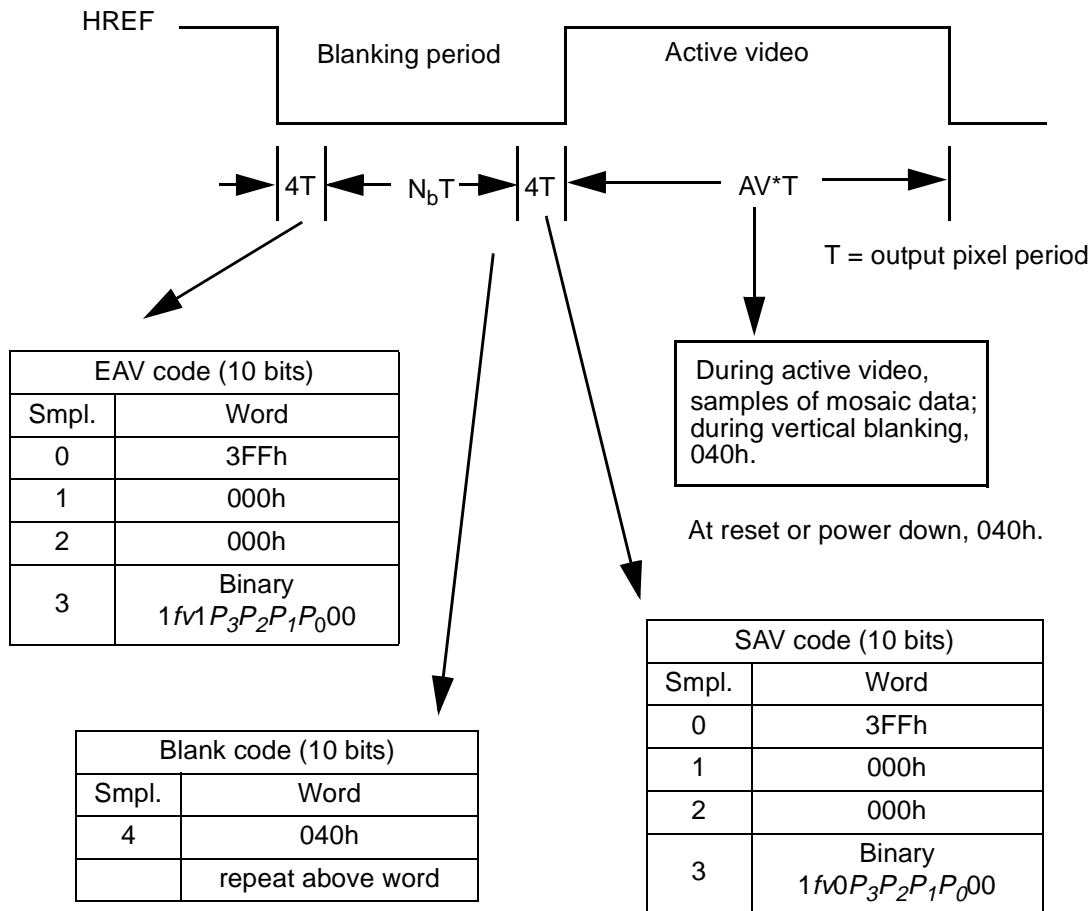 HREF
Blanking period
Active video
4T
NbT
4T
AV*T
T = output pixel period
EAV code (10 bits)
Smpl. Word
0 3FFh
1 000h
2 000h
3 Binary
1fv1P3P2P1P000
During active video,
samples of mosaic data;
during vertical blanking,
040h.
At reset or power down, 040h.
Blank code (10 bits)
Smpl. Word
4 040h
repeat above word
SAV code (10 bits)
Smpl. Word
0 3FFh
1 000h
2 000h
3 Binary
1fv0P3P2P1P000